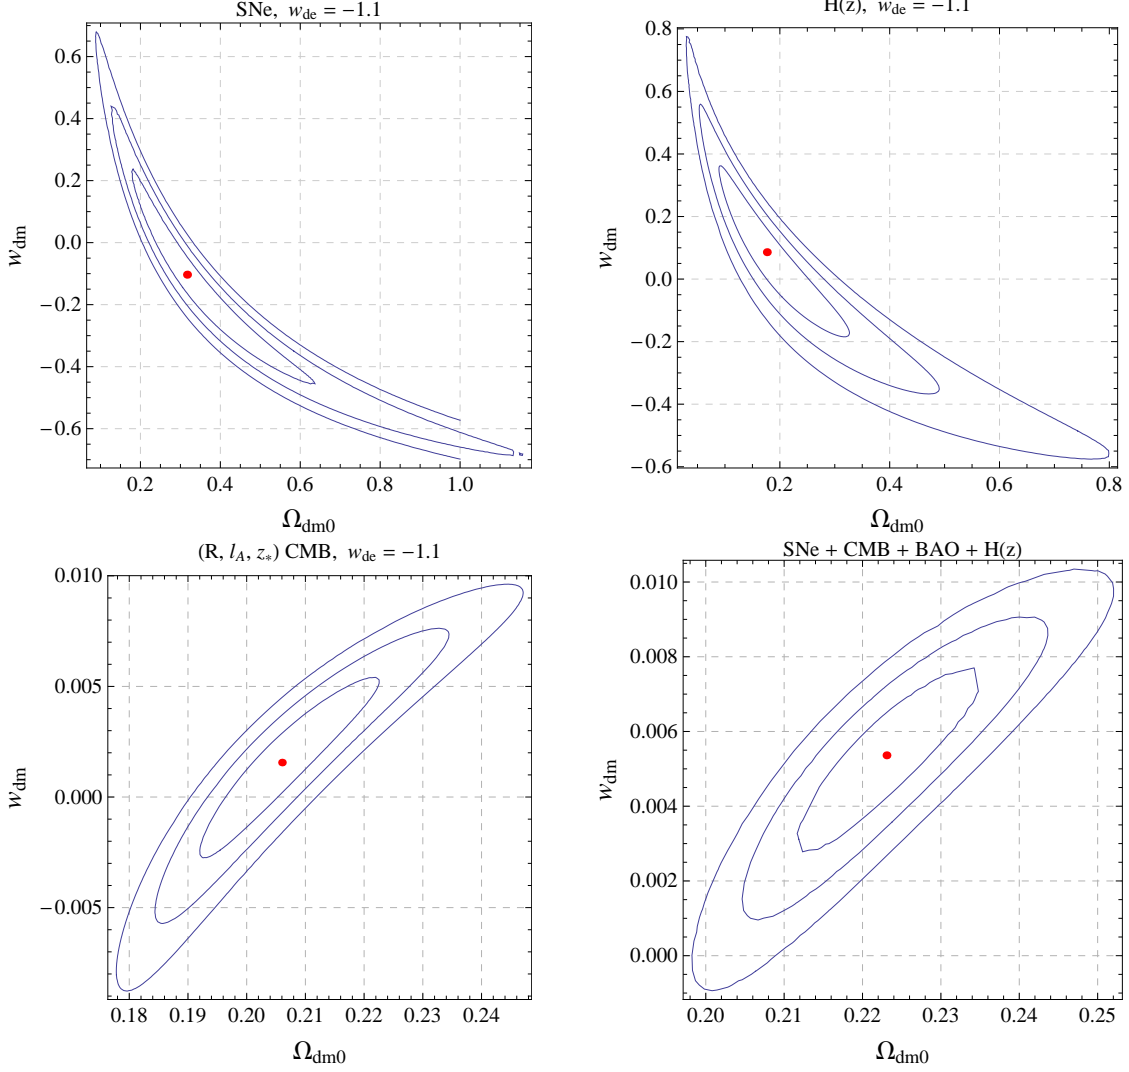 SNe, w_de = −1.1
0.6
0.4
0.2
0.0
−0.2
−0.4
−0.6
w_dm
0.2 0.4 0.6 0.8 1.0
Ω_dm0
H(z), w_de = −1.1
0.8
0.6
0.4
0.2
0.0
−0.2
−0.4
−0.6
w_dm
0.2 0.4 0.6 0.8
Ω_dm0
(R, l_A, z_*) CMB, w_de = −1.1
0.010
0.005
0.000
−0.005
w_dm
0.18 0.19 0.20 0.21 0.22 0.23 0.24
Ω_dm0
SNe + CMB + BAO + H(z)
0.010
0.008
0.006
0.004
0.002
0.000
w_dm
0.20 0.21 0.22 0.23 0.24 0.25
Ω_dm0